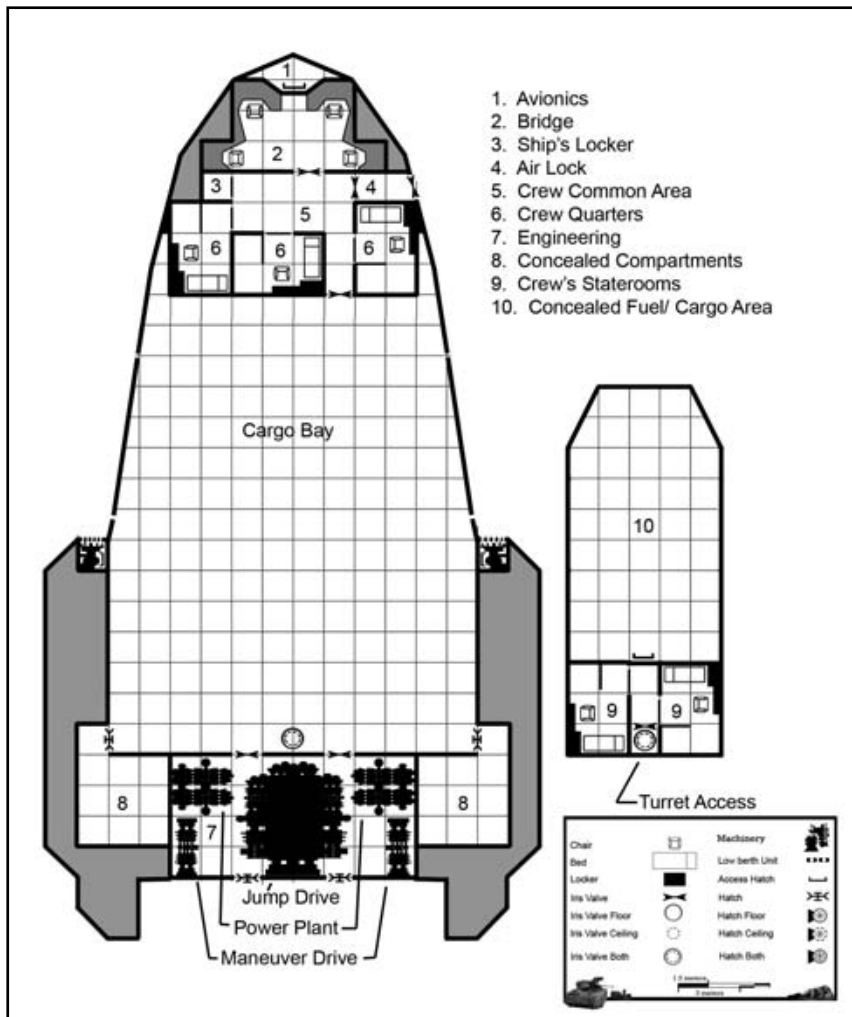 1
2
3
4
5
6
6
6
1. Avionics
2. Bridge
3. Ship's Locker
4. Air Lock
5. Crew Common Area
6. Crew Quarters
7. Engineering
8. Concealed Compartments
9. Crew's Staterooms
10. Concealed Fuel/ Cargo Area
Cargo Bay
10
9
9
8
7
8
Turret Access
Jump Drive
Power Plant
Maneuver Drive
Chair
Machinery
Bed
Low berth Unit
Locker
Access Hatch
Iris Valve
Hatch
Iris Valve Floor
Hatch Floor
Iris Valve Ceiling
Hatch Ceiling
Iris Valve Both
Hatch Both